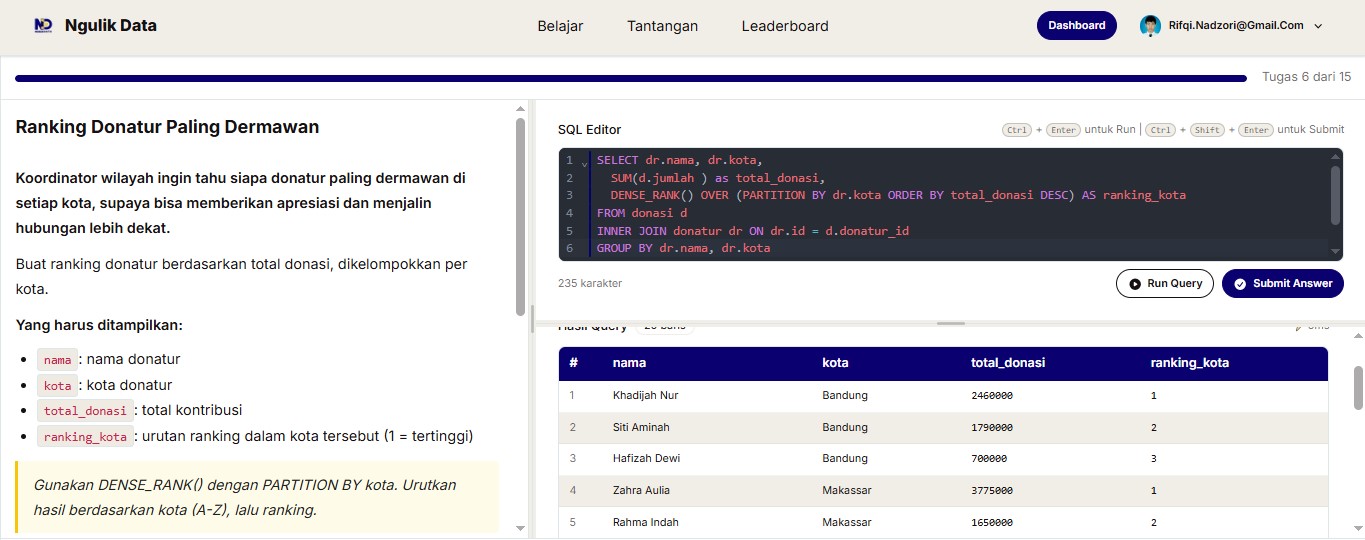 Ngulik Data
Belajar
Tantangan
Leaderboard
Dashboard
Rifqi.Nadzori@Gmail.Com
Tugas 6 dari 15
Ranking Donatur Paling Dermawan
Koordinator wilayah ingin tahu siapa donatur paling dermawan di
setiap kota, supaya bisa memberikan apresiasi dan menjalin
hubungan lebih dekat.
Buat ranking donatur berdasarkan total donasi, dikelompokkan per
kota.
Yang harus ditampilkan:
nama : nama donatur
kota : kota donatur
total_donasi : total kontribusi
ranking_kota : urutan ranking dalam kota tersebut (1 = tertinggi)
Gunakan DENSE_RANK() dengan PARTITION BY kota. Urutkan
hasil berdasarkan kota (A-Z), lalu ranking.
SQL Editor
Ctrl + Enter untuk Run | Ctrl + Shift + Enter untuk Submit
1 SELECT dr.nama, dr.kota,
2 SUM(d.jumlah ) as total_donasi,
3 DENSE_RANK() OVER (PARTITION BY dr.kota ORDER BY total_donasi DESC) AS ranking_kota
4 FROM donasi d
5 INNER JOIN donatur dr ON dr.id = d.donatur_id
6 GROUP BY dr.nama, dr.kota
235 karakter
Run Query
Submit Answer
Hasil Query
# nama kota total_donasi ranking_kota
1 Khadijah Nur Bandung 2460000 1
2 Siti Aminah Bandung 1790000 2
3 Hafizah Dewi Bandung 700000 3
4 Zahra Aulia Makassar 3775000 1
5 Rahma Indah Makassar 1650000 2